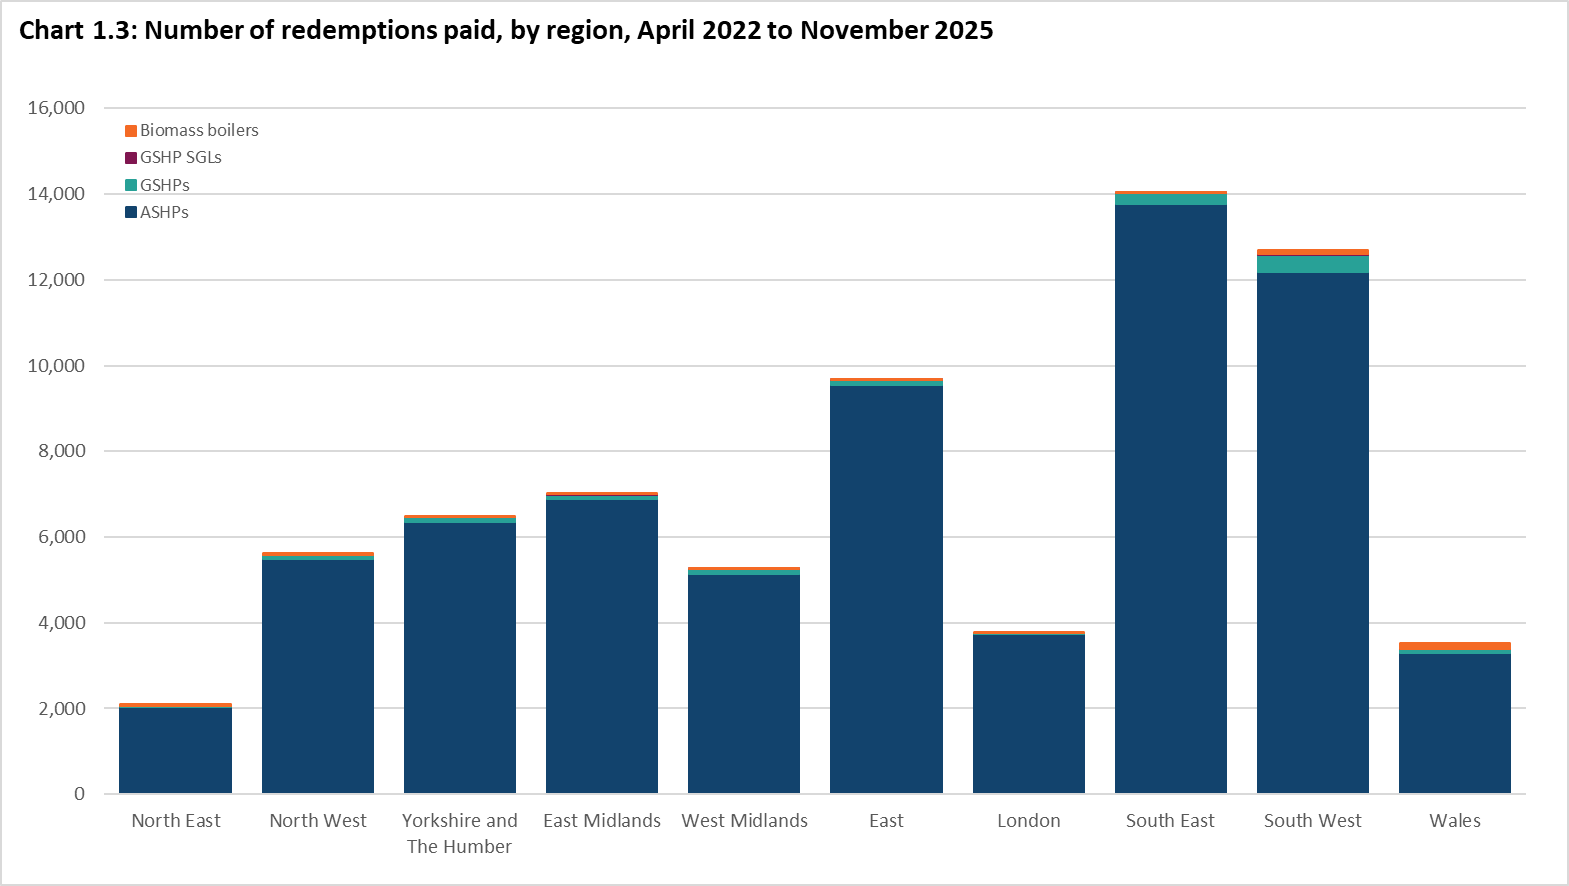 Chart 1.3: Number of redemptions paid, by region, April 2022 to November 2025
16,000
14,000
12,000
10,000
8,000
6,000
4,000
2,000
0
Biomass boilers
GSHP SGLs
GSHPs
ASHPs
North East
North West
Yorkshire and
The Humber
East Midlands
West Midlands
East
London
South East
South West
Wales